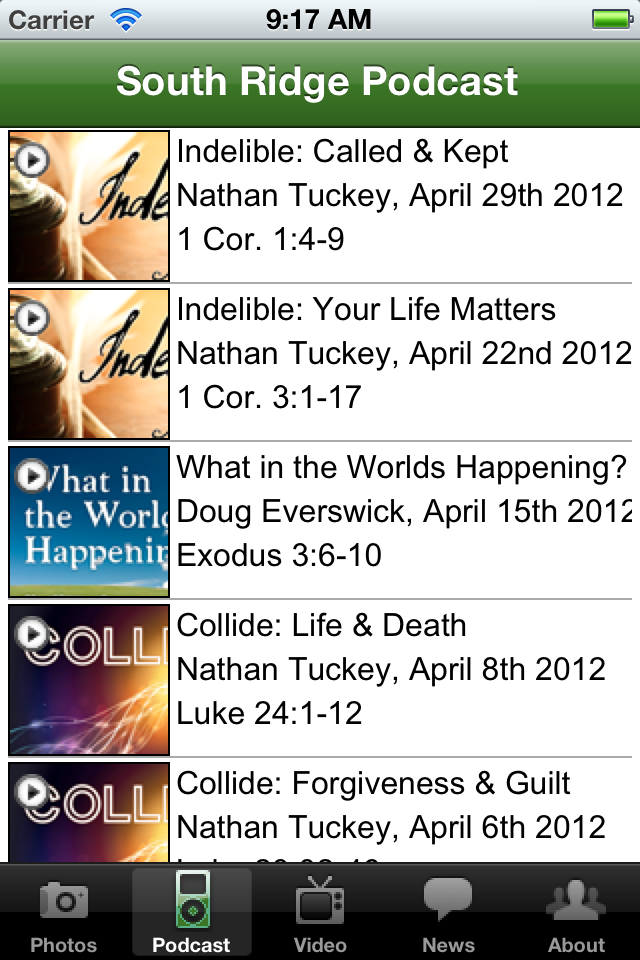 Carrier 9:17 AM
South Ridge Podcast
Inde
Indelible: Called & Kept
Nathan Tuckey, April 29th 2012
1 Cor. 1:4-9
Inde
Indelible: Your Life Matters
Nathan Tuckey, April 22nd 2012
1 Cor. 3:1-17
What in
the World
Happenin
What in the Worlds Happening?
Doug Everswick, April 15th 2012
Exodus 3:6-10
COLLI
Collide: Life & Death
Nathan Tuckey, April 8th 2012
Luke 24:1-12
COLLI
Collide: Forgiveness & Guilt
Nathan Tuckey, April 6th 2012
Photos Podcast Video News About